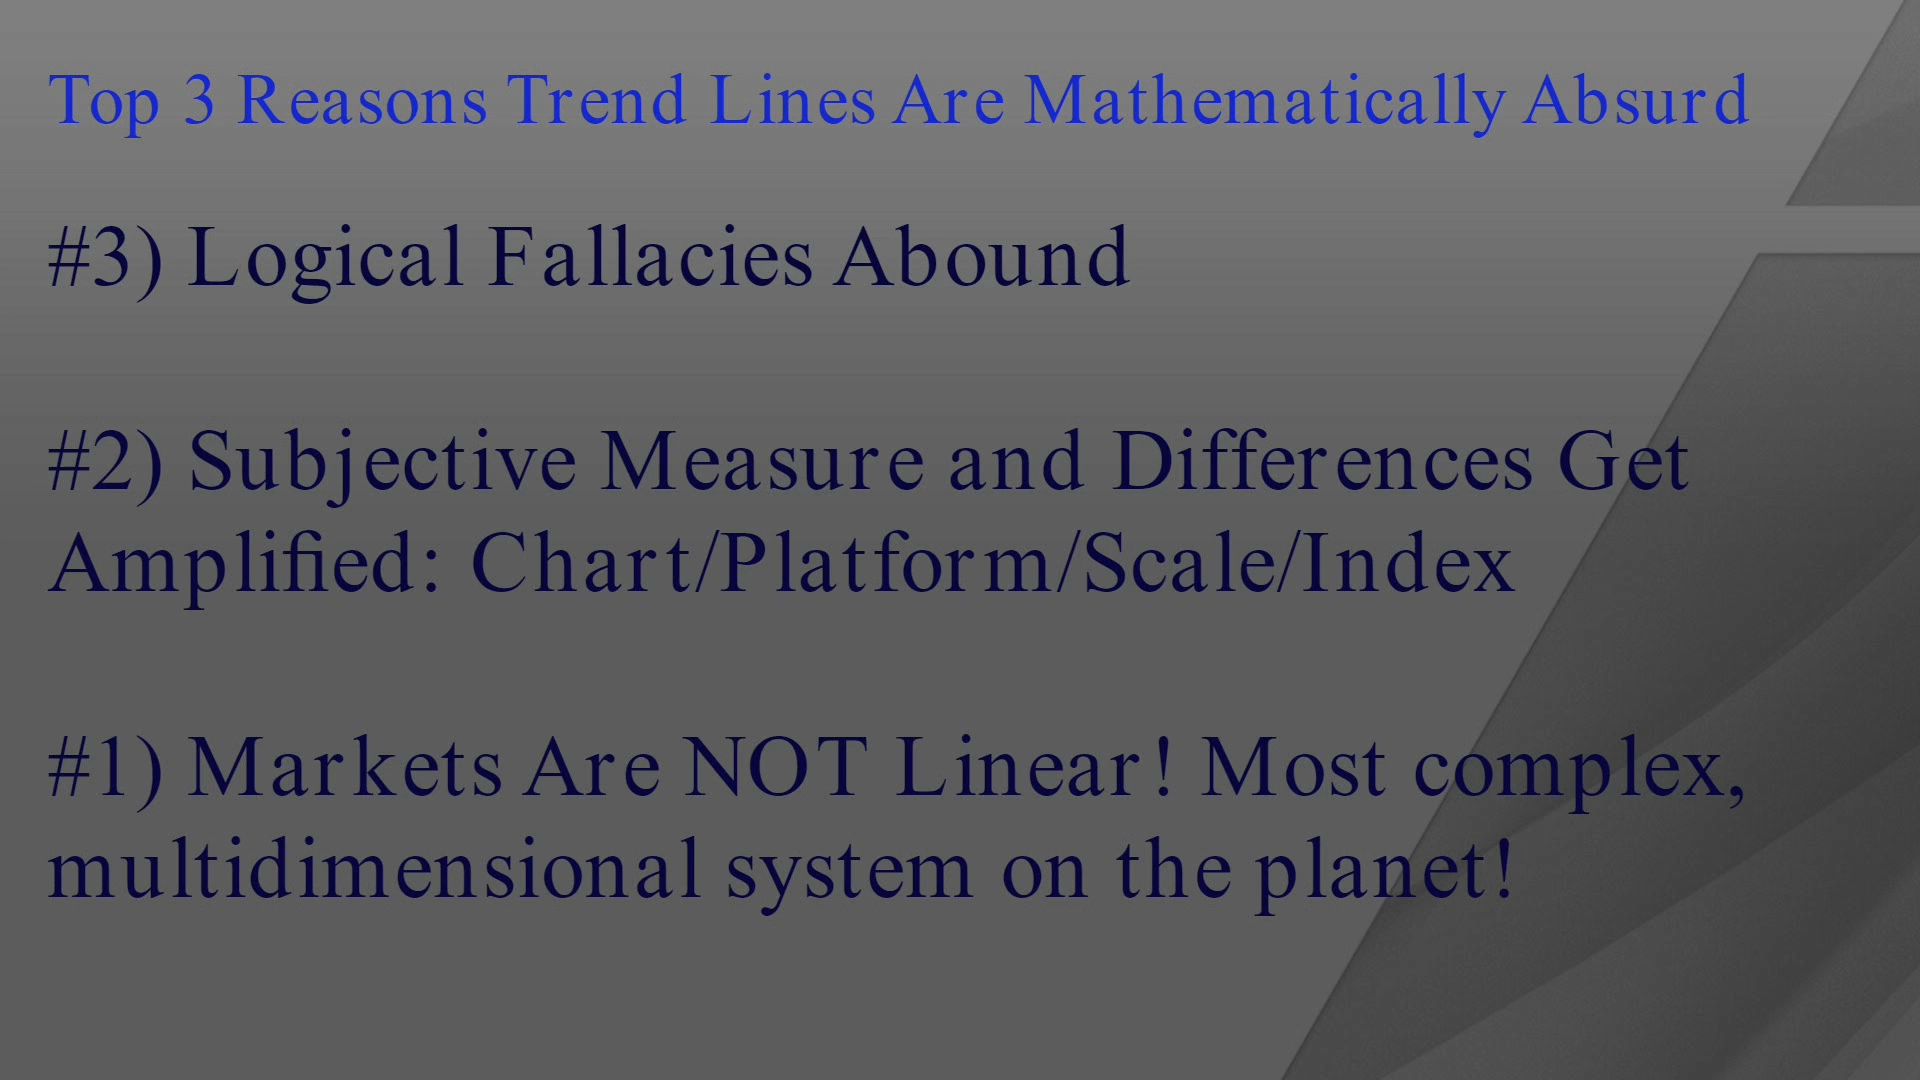 Top 3 Reasons Trend Lines Are Mathematically Absurd
#3) Logical Fallacies Abound
#2) Subjective Measure and Differences Get
Amplified: Chart/Platform/Scale/Index
#1) Markets Are NOT Linear! Most complex,
multidimensional system on the planet!